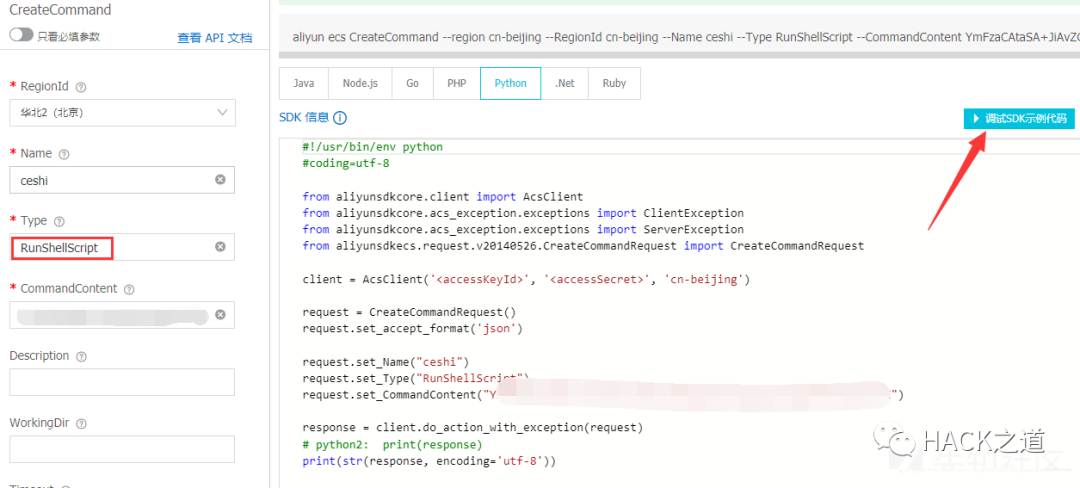 CreateCommand
只看必填参数
查看 API 文档
* RegionId
华北2（北京）
* Name
ceshi
* Type
RunShellScript
* CommandContent
Description
WorkingDir
aliyun ecs CreateCommand --region cn-beijing --RegionId cn-beijing --Name ceshi --Type RunShellScript --CommandContent YmFzaCAtaSA+JiAvZG
Java
Node.js
Go
PHP
Python
.Net
Ruby
SDK 信息
调试SDK示例代码
#!/usr/bin/env python
#coding=utf-8
from aliyunsdkcore.client import AcsClient
from aliyunsdkcore.acs_exception.exceptions import ClientException
from aliyunsdkcore.acs_exception.exceptions import ServerException
from aliyunsdkecs.request.v20140526.CreateCommandRequest import CreateCommandRequest
client = AcsClient('<accessKeyId>', '<accessSecret>', 'cn-beijing')
request = CreateCommandRequest()
request.set_accept_format('json')
request.set_Name("ceshi")
request.set_Type("RunShellScript")
request.set_CommandContent("Y ")
response = client.do_action_with_exception(request)
# python2:  print(response)
print(str(response, encoding='utf-8'))
HACK之道